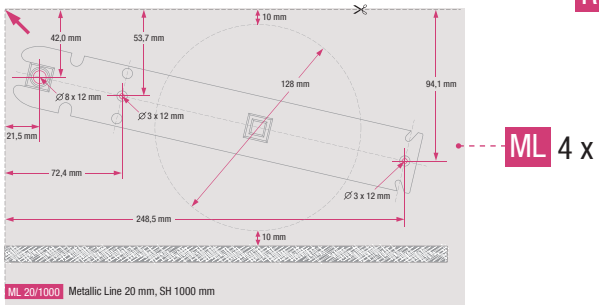 10 mm
42,0 mm
53,7 mm
94,1 mm
128 mm
Ø 8 x 12 mm
Ø 3 x 12 mm
21,5 mm
ML 4 x
72,4 mm
Ø 3 x 12 mm
248,5 mm
10 mm
ML 20/1000 Metallic Line 20 mm, SH 1000 mm